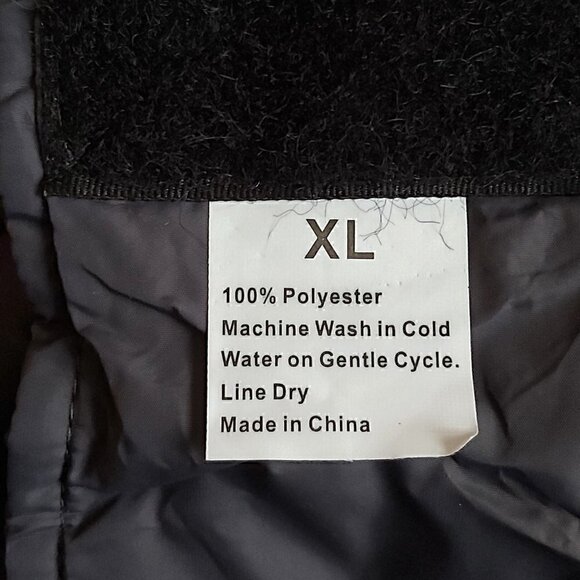 XL
100% Polyester
Machine Wash in Cold
Water on Gentle Cycle.
Line Dry
Made in China